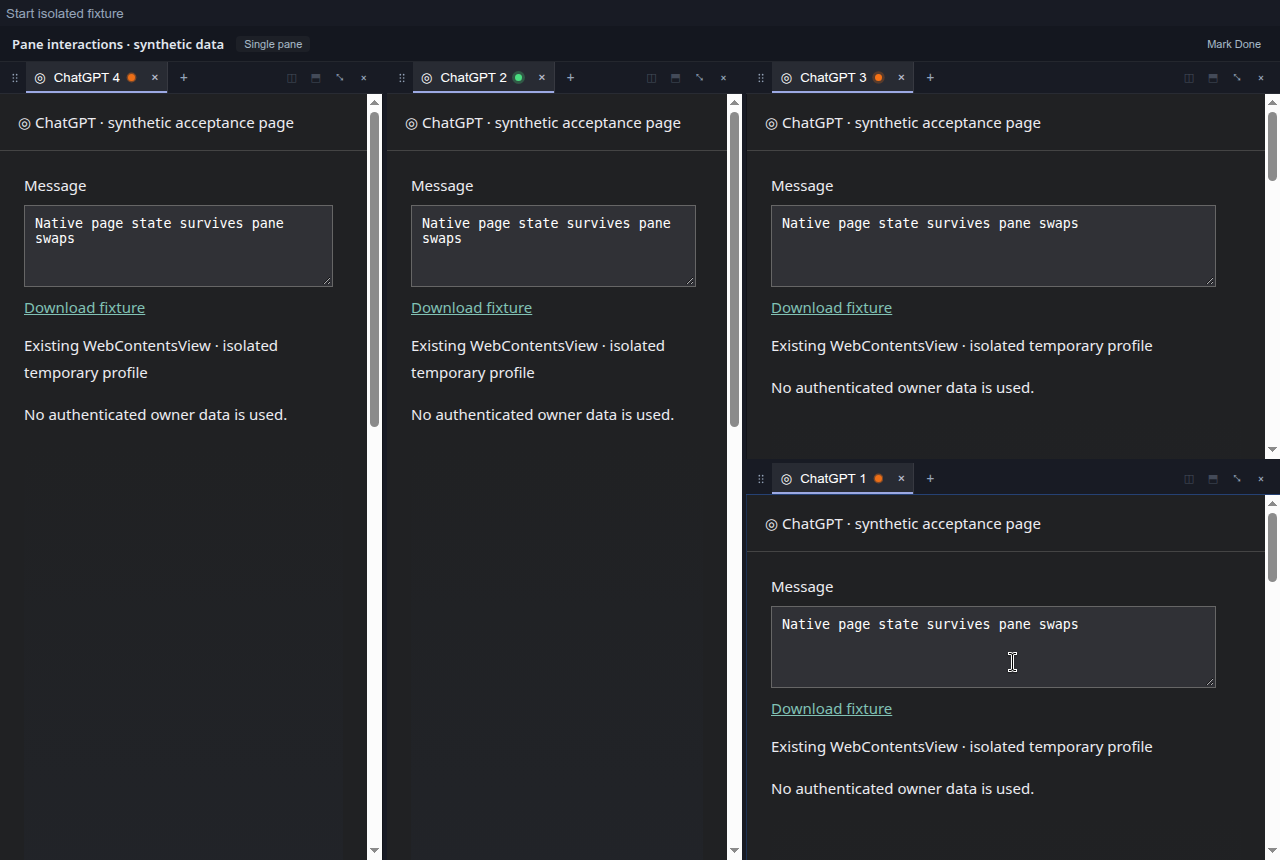 Start isolated fixture
Pane interactions · synthetic data
Single pane
Mark Done
ChatGPT 4
ChatGPT · synthetic acceptance page
Message
Native page state survives pane
swaps
Download fixture
Existing WebContentsView · isolated
temporary profile
No authenticated owner data is used.
ChatGPT 2
ChatGPT · synthetic acceptance page
Message
Native page state survives pane
swaps
Download fixture
Existing WebContentsView · isolated
temporary profile
No authenticated owner data is used.
ChatGPT 3
ChatGPT · synthetic acceptance page
Message
Native page state survives pane swaps
Download fixture
Existing WebContentsView · isolated temporary profile
No authenticated owner data is used.
ChatGPT 1
ChatGPT · synthetic acceptance page
Message
Native page state survives pane swaps
Download fixture
Existing WebContentsView · isolated temporary profile
No authenticated owner data is used.